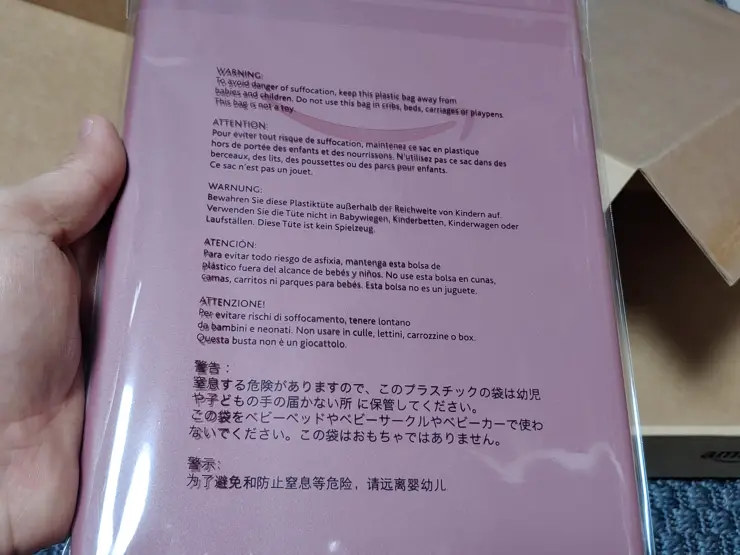 WARNING:
To avoid danger of suffocation, keep this plastic bag away from
babies and children. Do not use this bag in cribs, beds, carriages or playpens.
This bag is not a toy.
ATTENTION:
Pour éviter tout risque de suffocation, maintenez ce sac en plastique
hors de portée des enfants et des nourrissons. N'utilisez pas ce sac dans des
berceaux, des lits, des poussettes ou des parcs pour enfants.
Ce sac n'est pas un jouet.
WARNUNG:
Bewahren Sie diese Plastiktüte außerhalb der Reichweite von Kindern auf.
Verwenden Sie die Tüte nicht in Babywiegen, Kinderbetten, Kinderwagen oder
Laufställen. Diese Tüte ist kein Spielzeug.
ATENCIÓN:
Para evitar todo riesgo de asfixia, mantenga esta bolsa de
plástico fuera del alcance de bebés y niños. No use esta bolsa en cunas,
camas, carritos ni parques para bebés. Esta bolsa no es un juguete.
ATTENZIONE!
Per evitare rischi di soffocamento, tenere lontano
da bambini e neonati. Non usare in culle, lettini, carrozzine o box.
Questa busta non è un giocattolo.
警告:
窒息する危険がありますので、このプラスチックの袋は幼児
や子どもの手の届かない所 に保管してください。
この袋をベビーベッドやベビーサークルやベビーカーで使わ
ないでください。この袋はおもちゃではありません。
警示:
为了避免和防止窒息等危险，请远离婴幼儿